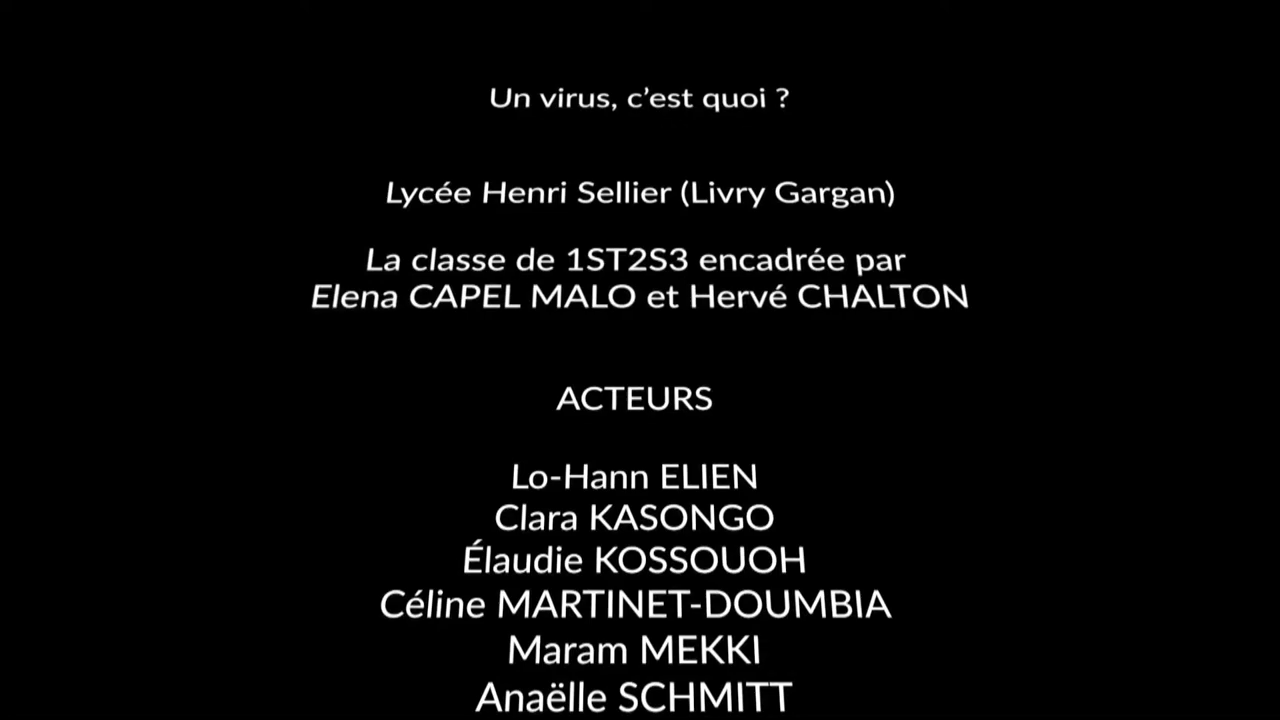 Un virus, c’est quoi ?
Lycée Henri Sellier (Livry Gargan)
La classe de 1ST2S3 encadrée par
Elena CAPEL MALO et Hervé CHALTON
ACTEURS
Lo-Hann ELIEN
Clara KASONGO
Élaudie KOSSOUOH
Céline MARTINET-DOUMBIA
Maram MEKKI
Anaëlle SCHMITT